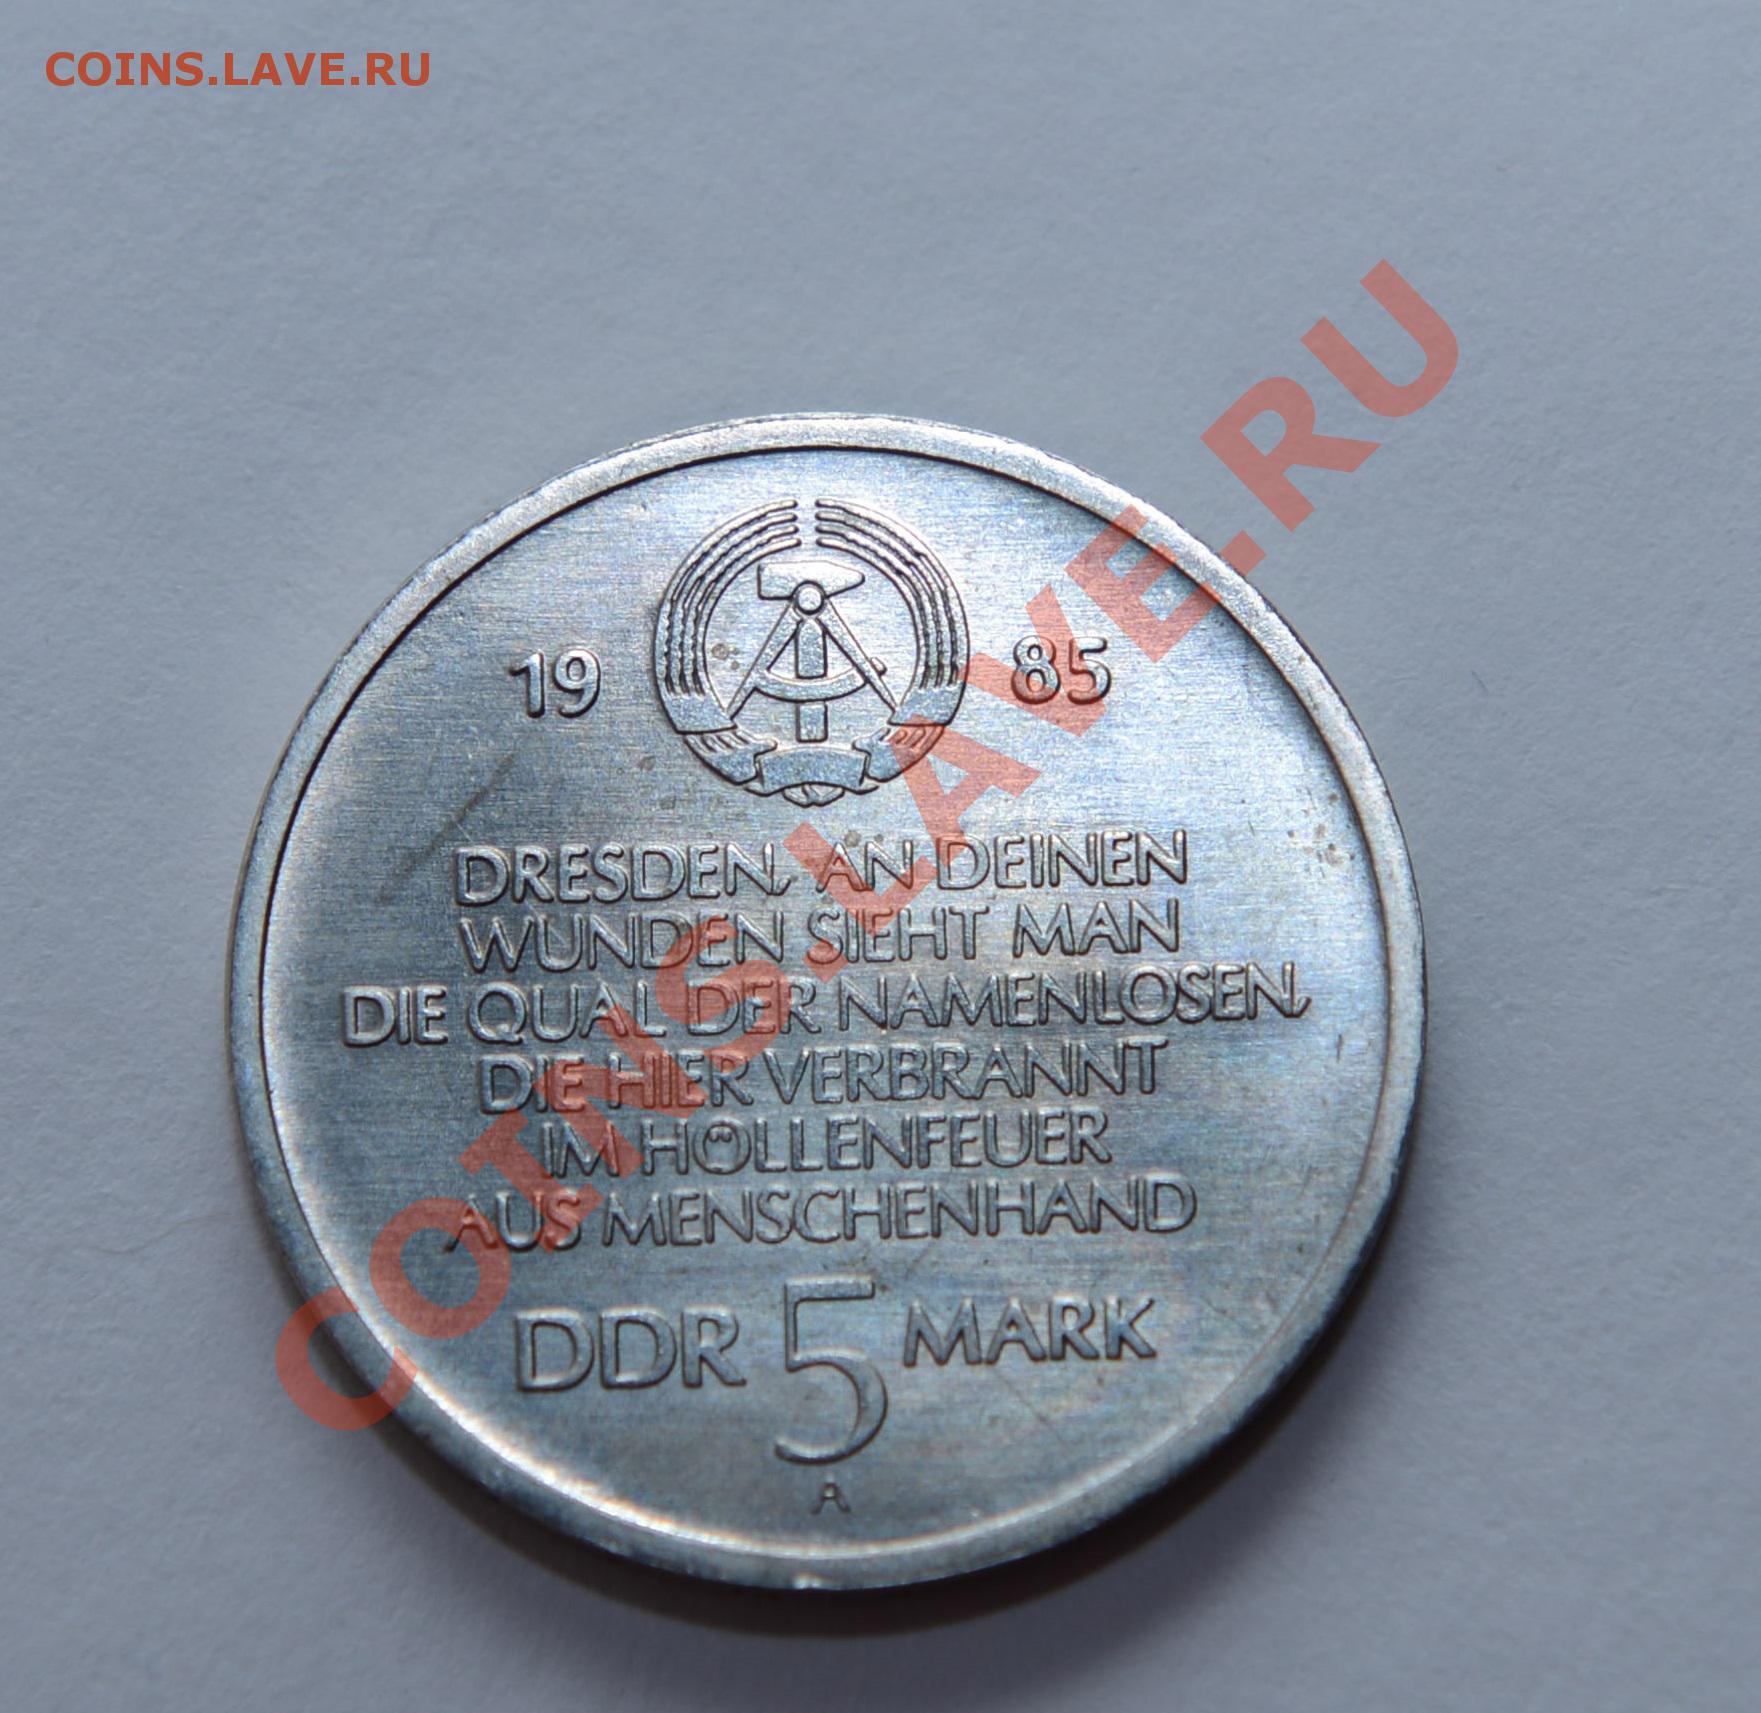 COINS.LAVE.RU
19 85
DRESDEN, AN DEINEN
WUNDEN SIEHT MAN
DIE QUAL DER NAMENLOSEN,
DIE HIER VERBRANNT
IM HÖLLENFEUER
AUS MENSCHENHAND
DDR 5 MARK
A
COINS.LAVE.RU